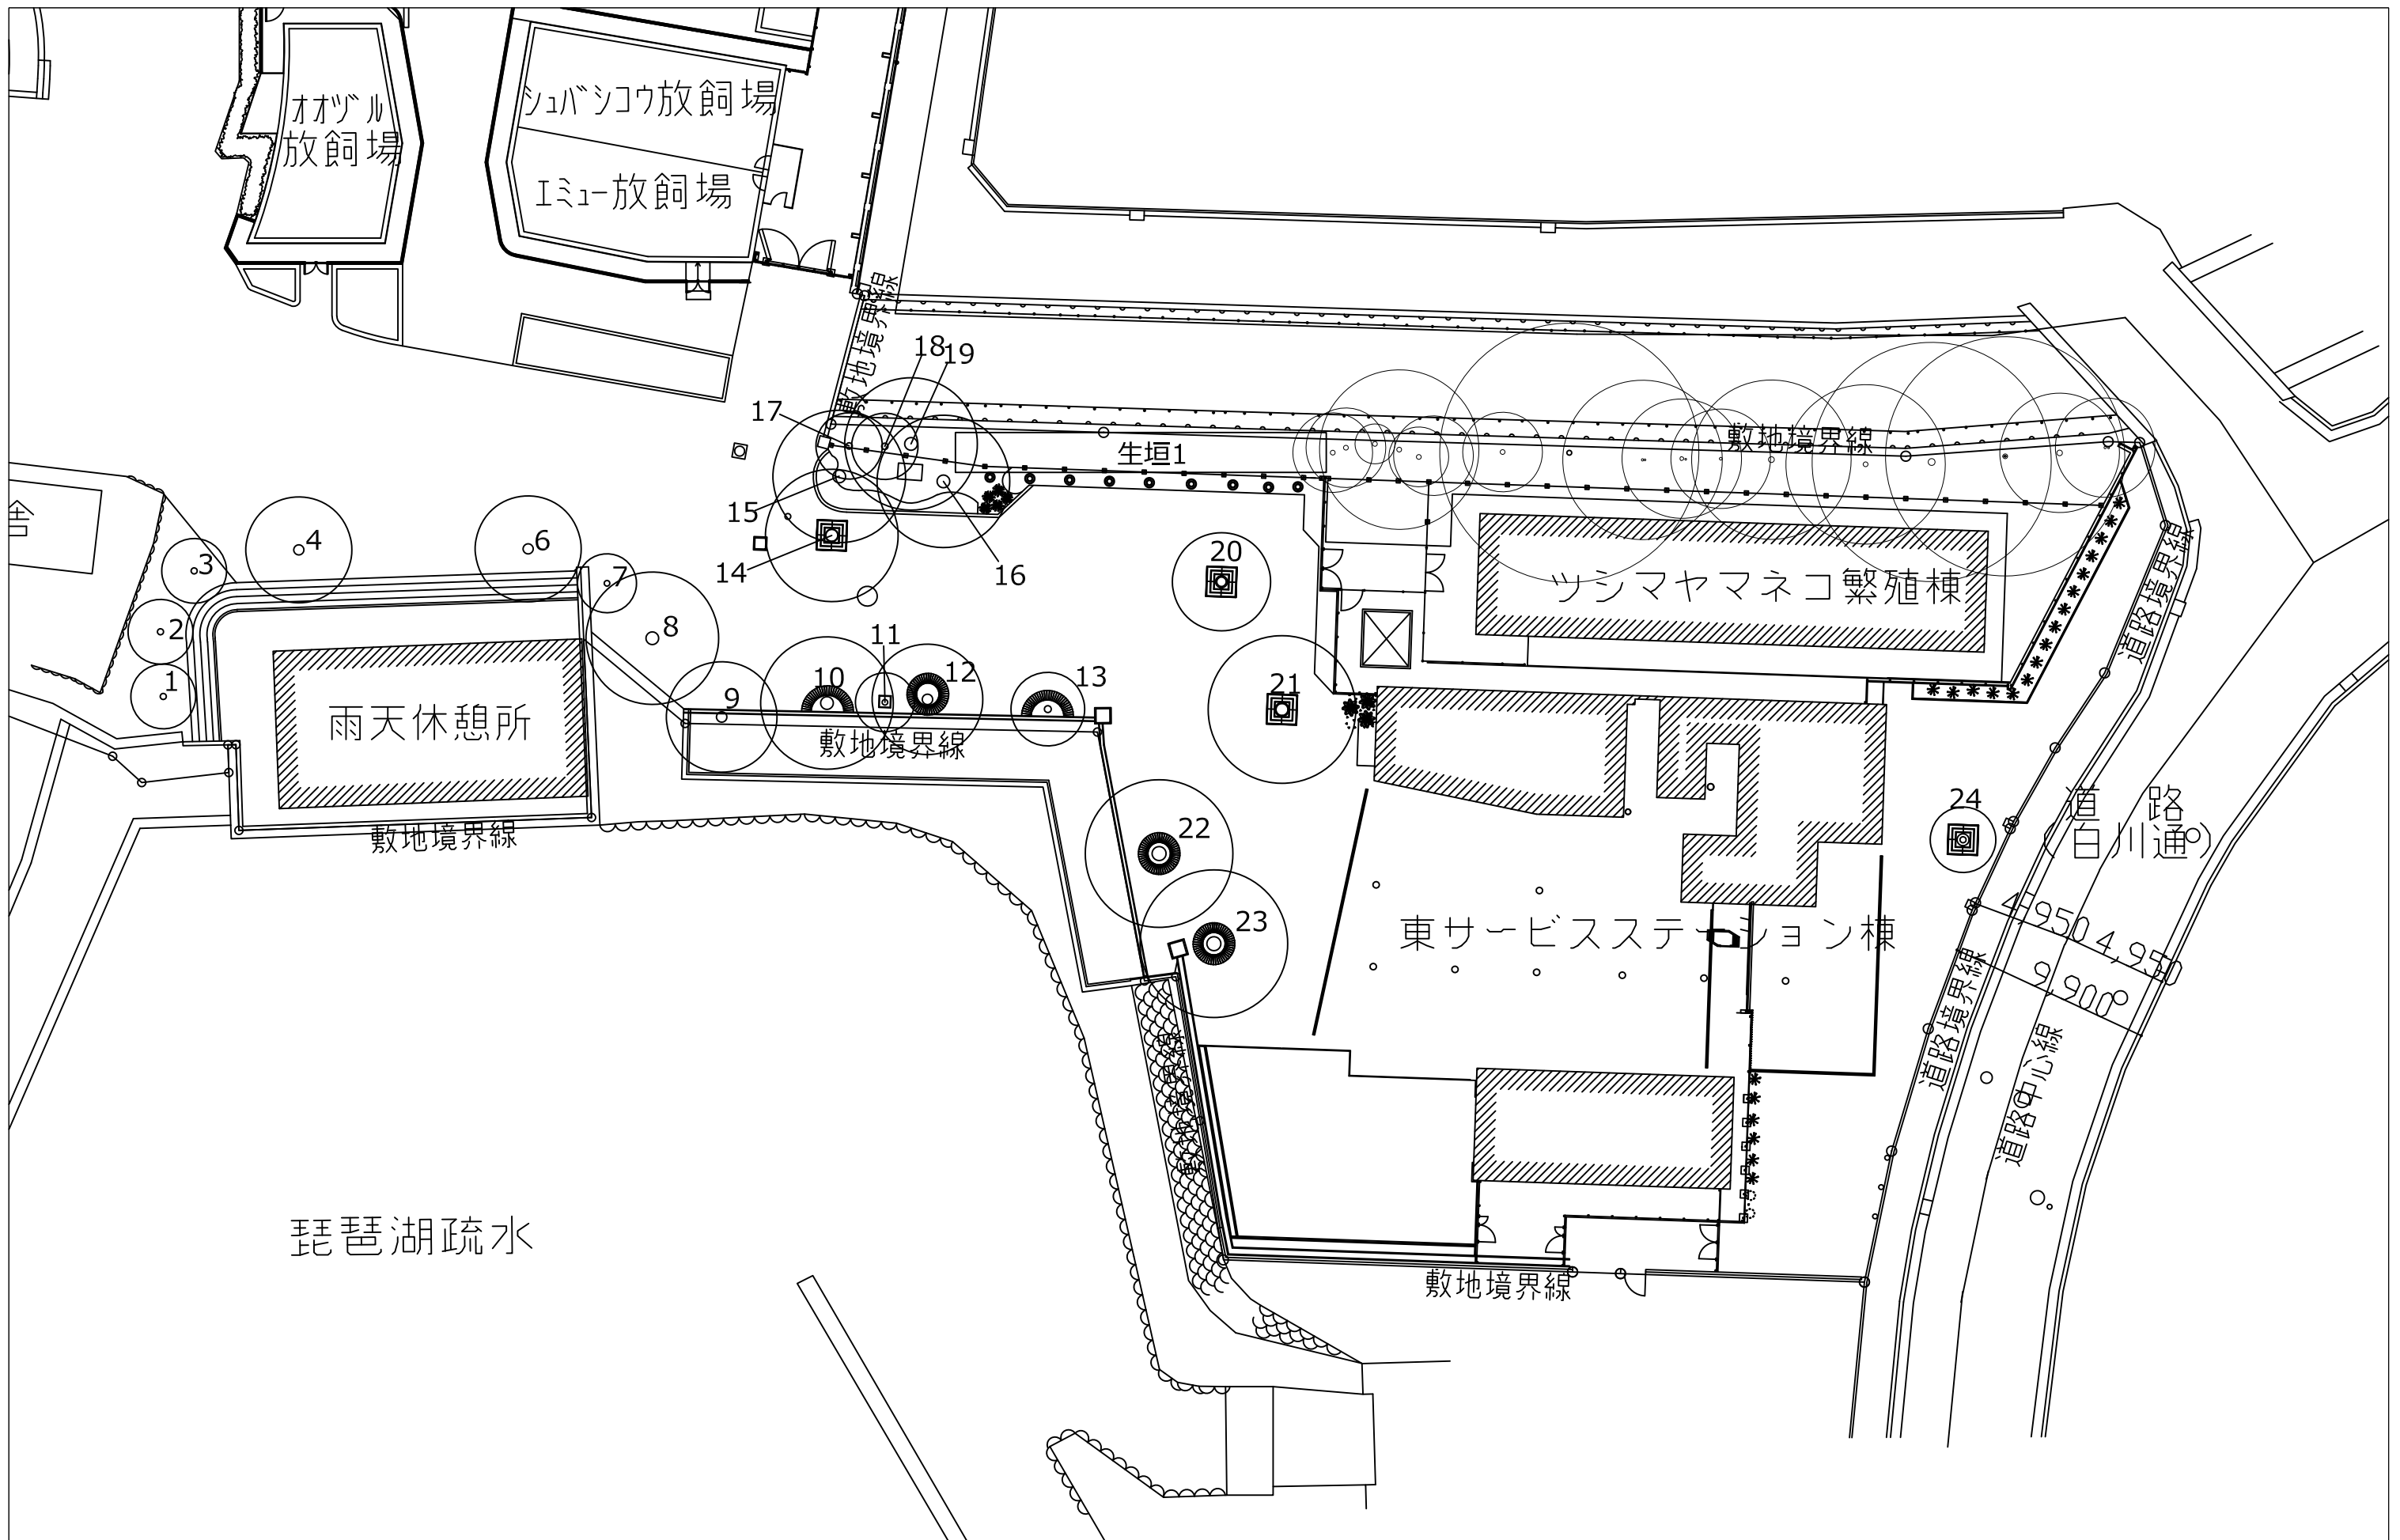 オオヅル
放飼場
シュバシコウ放飼場
エミュー放飼場
敷地境界線
18
19
17
生垣1
敷地境界線
舎
15
16
14
20
ツシマヤマネコ繁殖棟
道路境界線
4
6
3
7
2
8
1
9
10
11
12
13
21
雨天休憩所
敷地境界線
敷地境界線
22
23
24
道 路
(白川通)
東サービスステーション棟
4,950
4,950
9,900
道路境界線
道路中心線
敷地境界線
琵琶湖疏水
敷地境界線